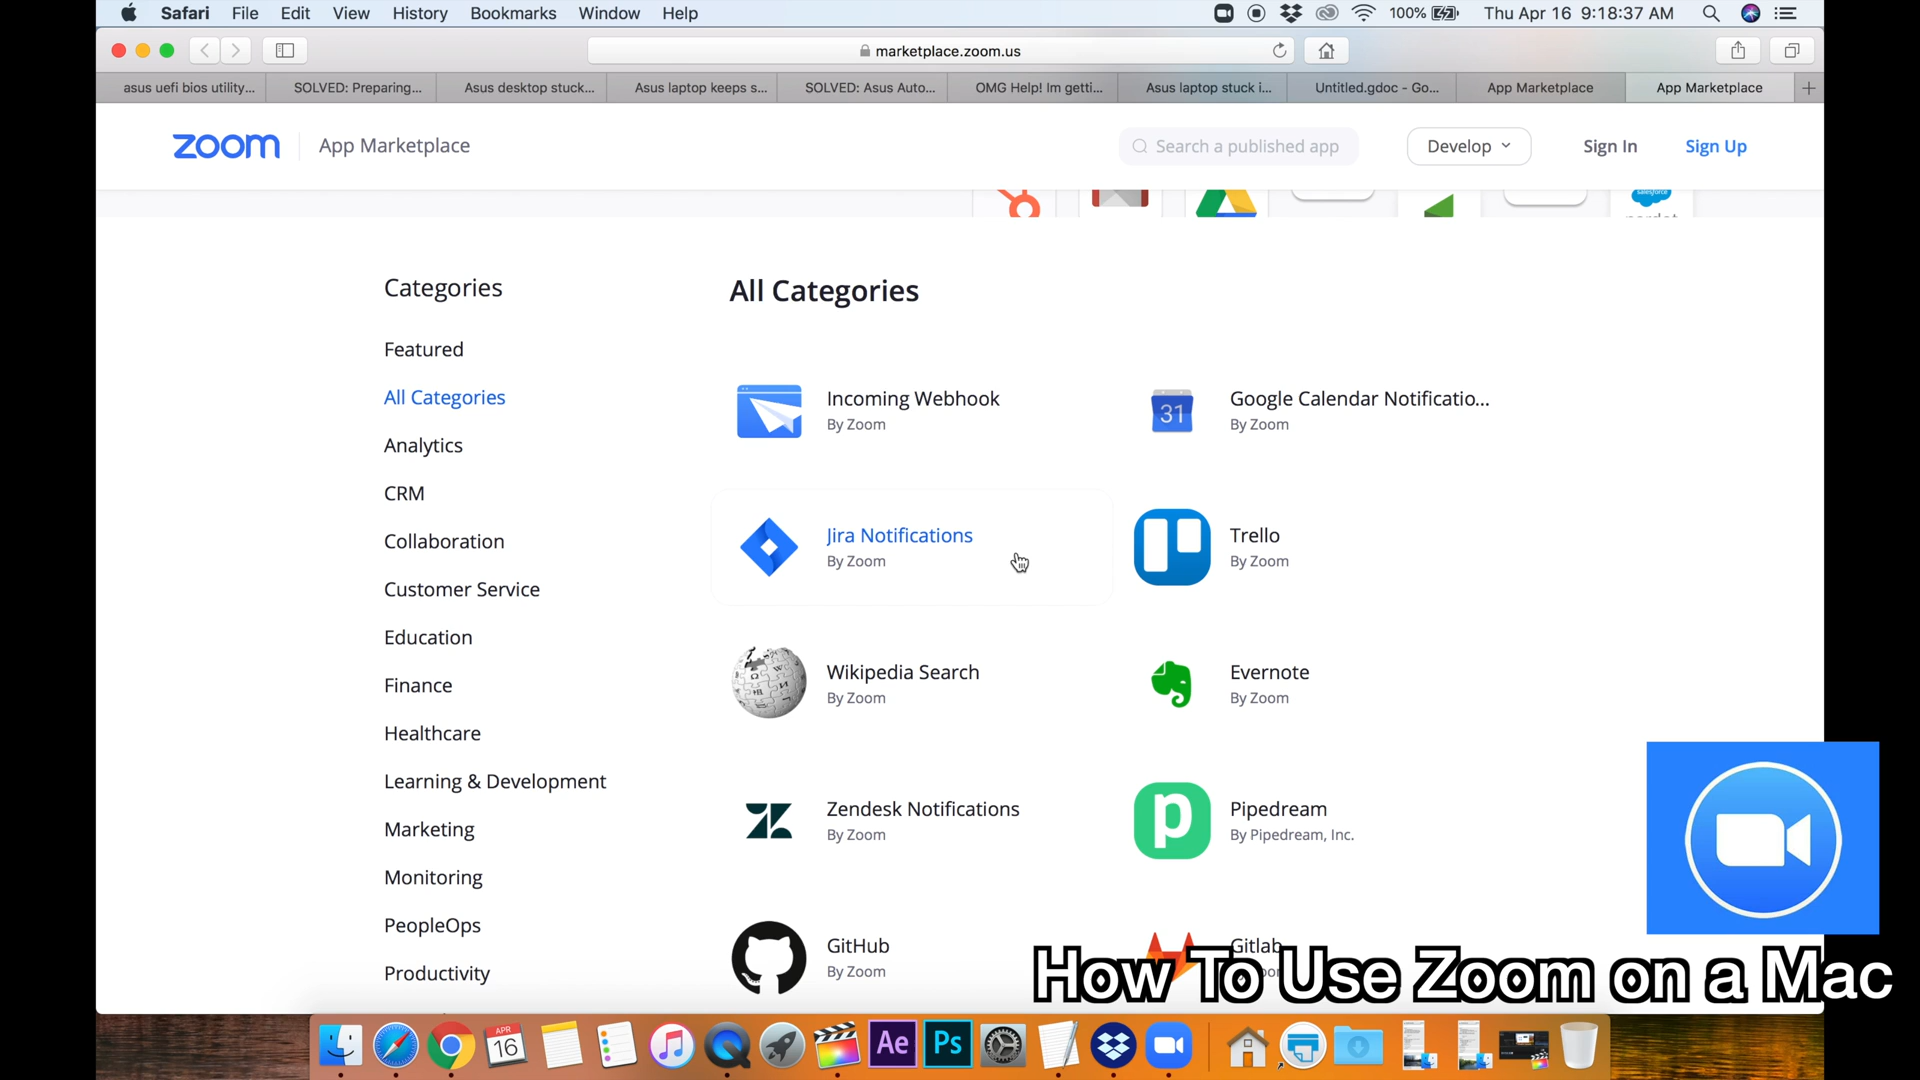 Safari File Edit View History Bookmarks Window Help 100% Thu Apr 16 9:18:37 AM
marketplace.zoom.us
asus uefi bios utility... SOLVED: Preparing... Asus desktop stuck... Asus laptop keeps s... SOLVED: Asus Auto... OMG Help! Im getti... Asus laptop stuck i... Untitled.gdoc - Go... App Marketplace App Marketplace
zoom App Marketplace Search a published app Develop Sign In Sign Up
salesforce
Categories
Featured
All Categories
Analytics
CRM
Collaboration
Customer Service
Education
Finance
Healthcare
Learning & Development
Marketing
Monitoring
PeopleOps
Productivity
All Categories
Incoming Webhook
By Zoom
31
Google Calendar Notificatio...
By Zoom
Jira Notifications
By Zoom
Trello
By Zoom
Wikipedia Search
By Zoom
Evernote
By Zoom
Zendesk Notifications
By Zoom
p
Pipedream
By Pipedream, Inc.
GitHub
By Zoom
Gitlab
How To Use Zoom on a Mac
APR
16
Ae
Ps